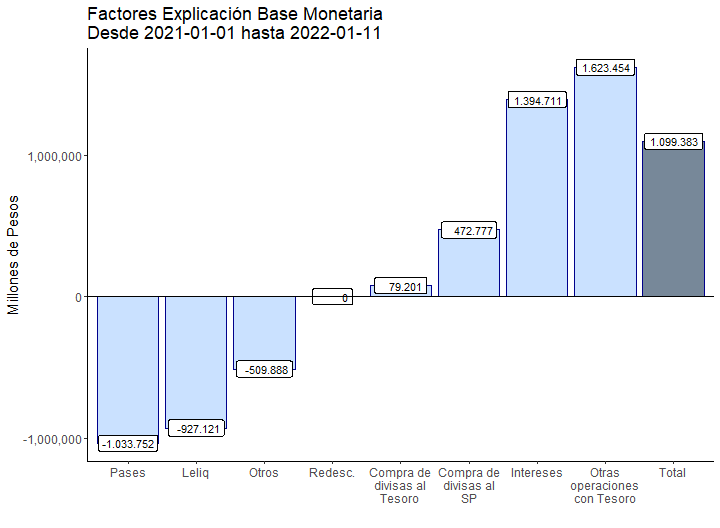 Factores Explicación Base Monetaria
Desde 2021-01-01 hasta 2022-01-11
Millones de Pesos
1,000,000
0
-1,000,000
-1.033.752
-927.121
-509.888
0
79.201
472.777
1.394.711
1.623.454
1.099.383
Pases
Leliq
Otros
Redesc.
Compra de
divisas al
Tesoro
Compra de
divisas al
SP
Intereses
Otras
operaciones
con Tesoro
Total